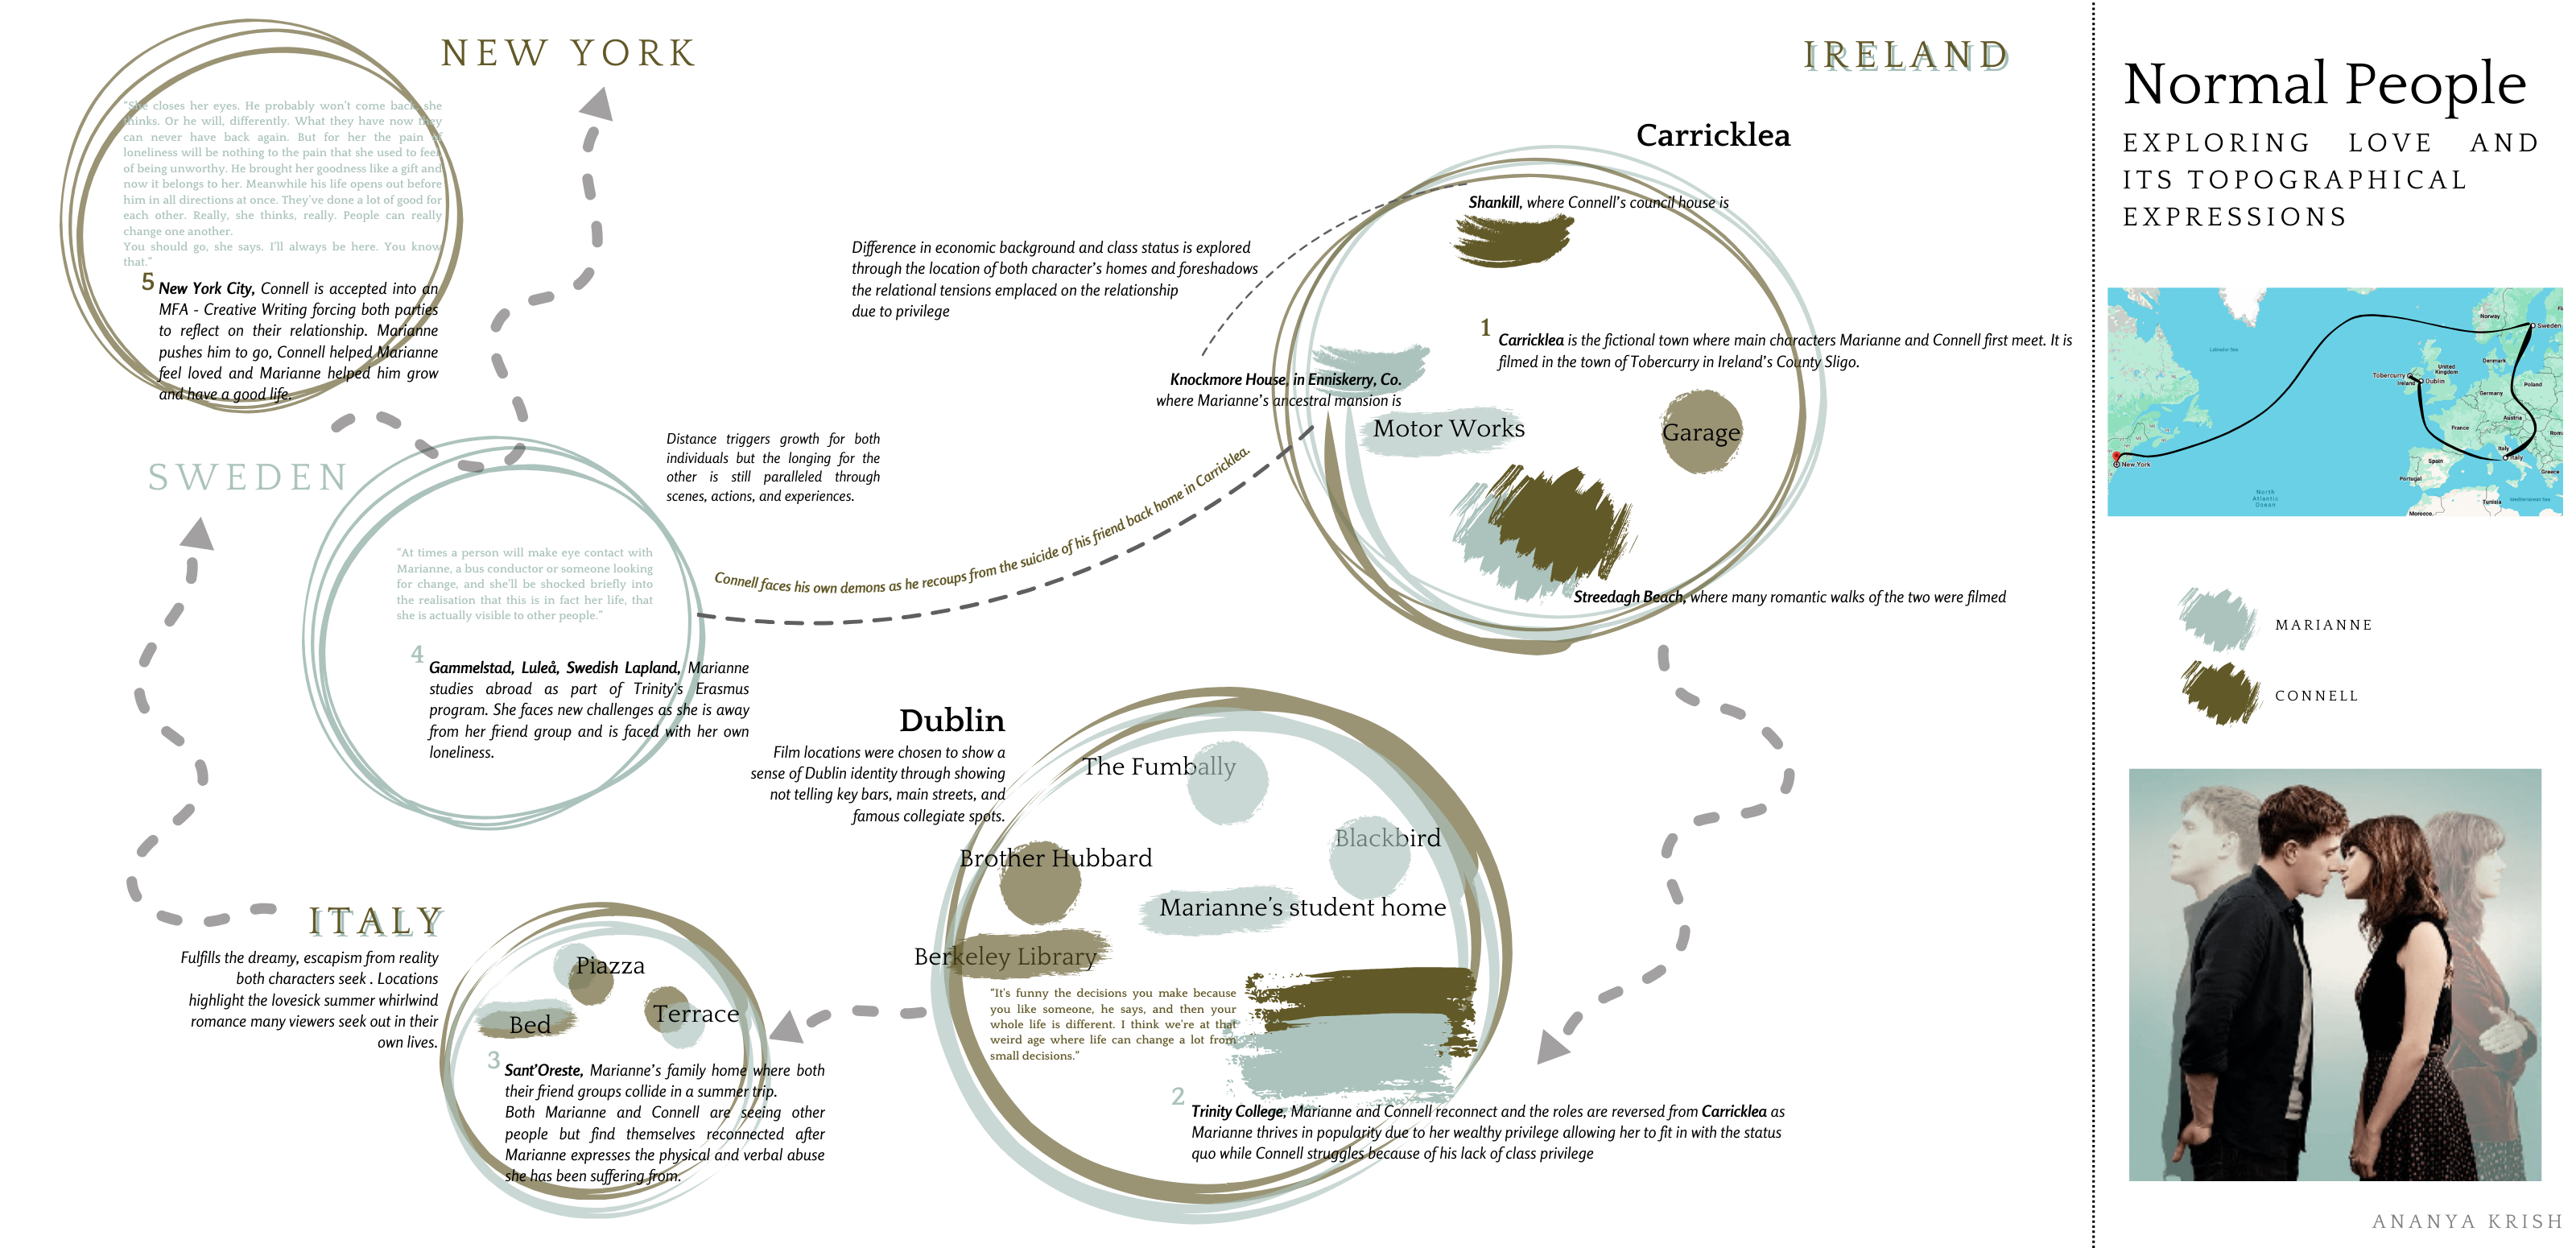 NEW YORK
"She closes her eyes. He probably won't come back, she
thinks. Or he will, differently. What they have now they
can never have back again. But for her the pain of
loneliness will be nothing to the pain that she used to feel
of being unworthy. He brought her goodness like a gift and
now it belongs to her. Meanwhile his life opens out before
him in all directions at once. They've done a lot of good for
each other. Really, she thinks, really. People can really
change one another.
You should go, she says. I'll always be here. You know
that."
5
New York City, Connell is accepted into an
MFA - Creative Writing forcing both parties
to reflect on their relationship. Marianne
pushes him to go, Connell helped Marianne
feel loved and Marianne helped him grow
and have a good life.
SWEDEN
Distance triggers growth for both
individuals but the longing for the
other is still paralleled through
scenes, actions, and experiences.
"At times a person will make eye contact with
Marianne, a bus conductor or someone looking
for change, and she'll be shocked briefly into
the realisation that this is in fact her life, that
she is actually visible to other people."
4
Gammelstad, Luleå, Swedish Lapland, Marianne
studies abroad as part of Trinity's Erasmus
program. She faces new challenges as she is away
from her friend group and is faced with her own
loneliness.
Connell faces his own demons as he recoups from the suicide of his friend back home in Carricklea.
IRELAND
Carricklea
Shankill, where Connell's council house is
Difference in economic background and class status is explored
through the location of both character's homes and foreshadows
the relational tensions emplaced on the relationship
due to privilege
1
Carricklea is the fictional town where main characters Marianne and Connell first meet. It is
filmed in the town of Tobercurry in Ireland's County Sligo.
Knockmore House, in Enniskerry, Co.
where Marianne's ancestral mansion is
Motor Works
Garage
Streedagh Beach, where many romantic walks of the two were filmed
Dublin
Film locations were chosen to show a
sense of Dublin identity through showing
not telling key bars, main streets, and
famous collegiate spots.
The Fumbally
Blackbird
Brother Hubbard
Marianne's student home
Berkeley Library
"It's funny the decisions you make because
you like someone, he says, and then your
whole life is different. I think we're at that
weird age where life can change a lot from
small decisions."
2
Trinity College, Marianne and Connell reconnect and the roles are reversed from Carricklea as
Marianne thrives in popularity due to her wealthy privilege allowing her to fit in with the status
quo while Connell struggles because of his lack of class privilege
ITALY
Fulfills the dreamy, escapism from reality
both characters seek . Locations
highlight the lovesick summer whirlwind
romance many viewers seek out in their
own lives.
Piazza
Terrace
Bed
3
Sant'Oreste, Marianne's family home where both
their friend groups collide in a summer trip.
Both Marianne and Connell are seeing other
people but find themselves reconnected after
Marianne expresses the physical and verbal abuse
she has been suffering from.
Normal People
EXPLORING LOVE AND
ITS TOPOGRAPHICAL
EXPRESSIONS
Norway
Sweden
Labrador Sea
Denmark
United
Kingdom
Tobercurry
Ireland
Dublin
Poland
Germany
Austria
France
Italy
Italy
Spain
Portugal
Greece
New York
North
Atlantic
Ocean
Tunisia
Mediterranean Sea
Morocco
MARIANNE
CONNELL
ANANYA KRISH